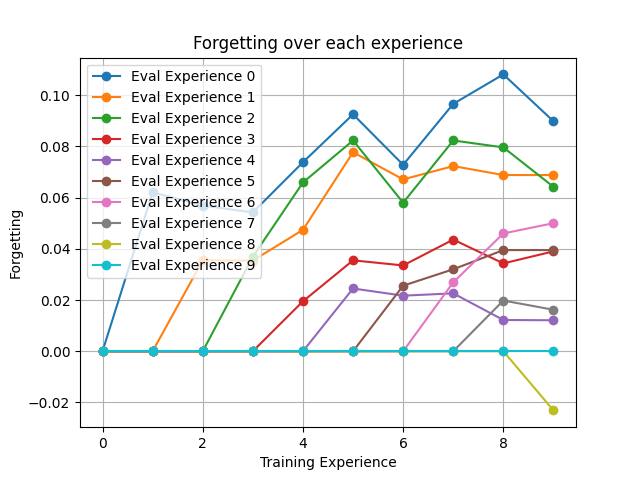 Forgetting over each experience
Eval Experience 0
Eval Experience 1
Eval Experience 2
Eval Experience 3
Eval Experience 4
Eval Experience 5
Eval Experience 6
Eval Experience 7
Eval Experience 8
Eval Experience 9
Forgetting
0.10
0.08
0.06
0.04
0.02
0.00
−0.02
0 2 4 6 8
Training Experience